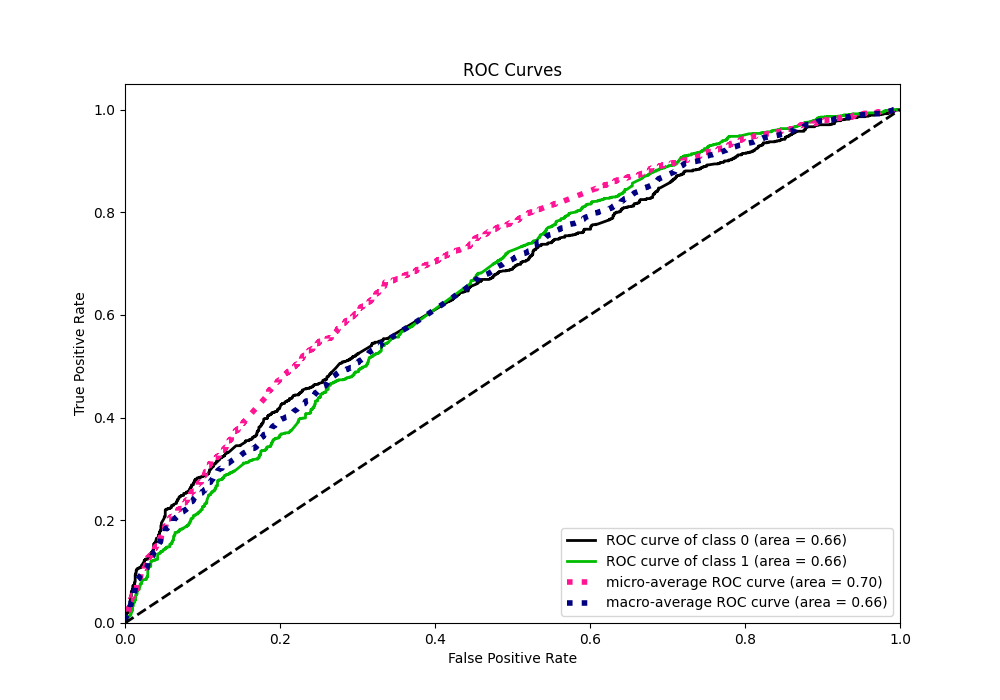 ROC Curves
True Positive Rate
1.0
0.8
0.6
0.4
0.2
0.0
ROC curve of class 0 (area = 0.66)
ROC curve of class 1 (area = 0.66)
micro-average ROC curve (area = 0.70)
macro-average ROC curve (area = 0.66)
0.0 0.2 0.4 0.6 0.8 1.0
False Positive Rate